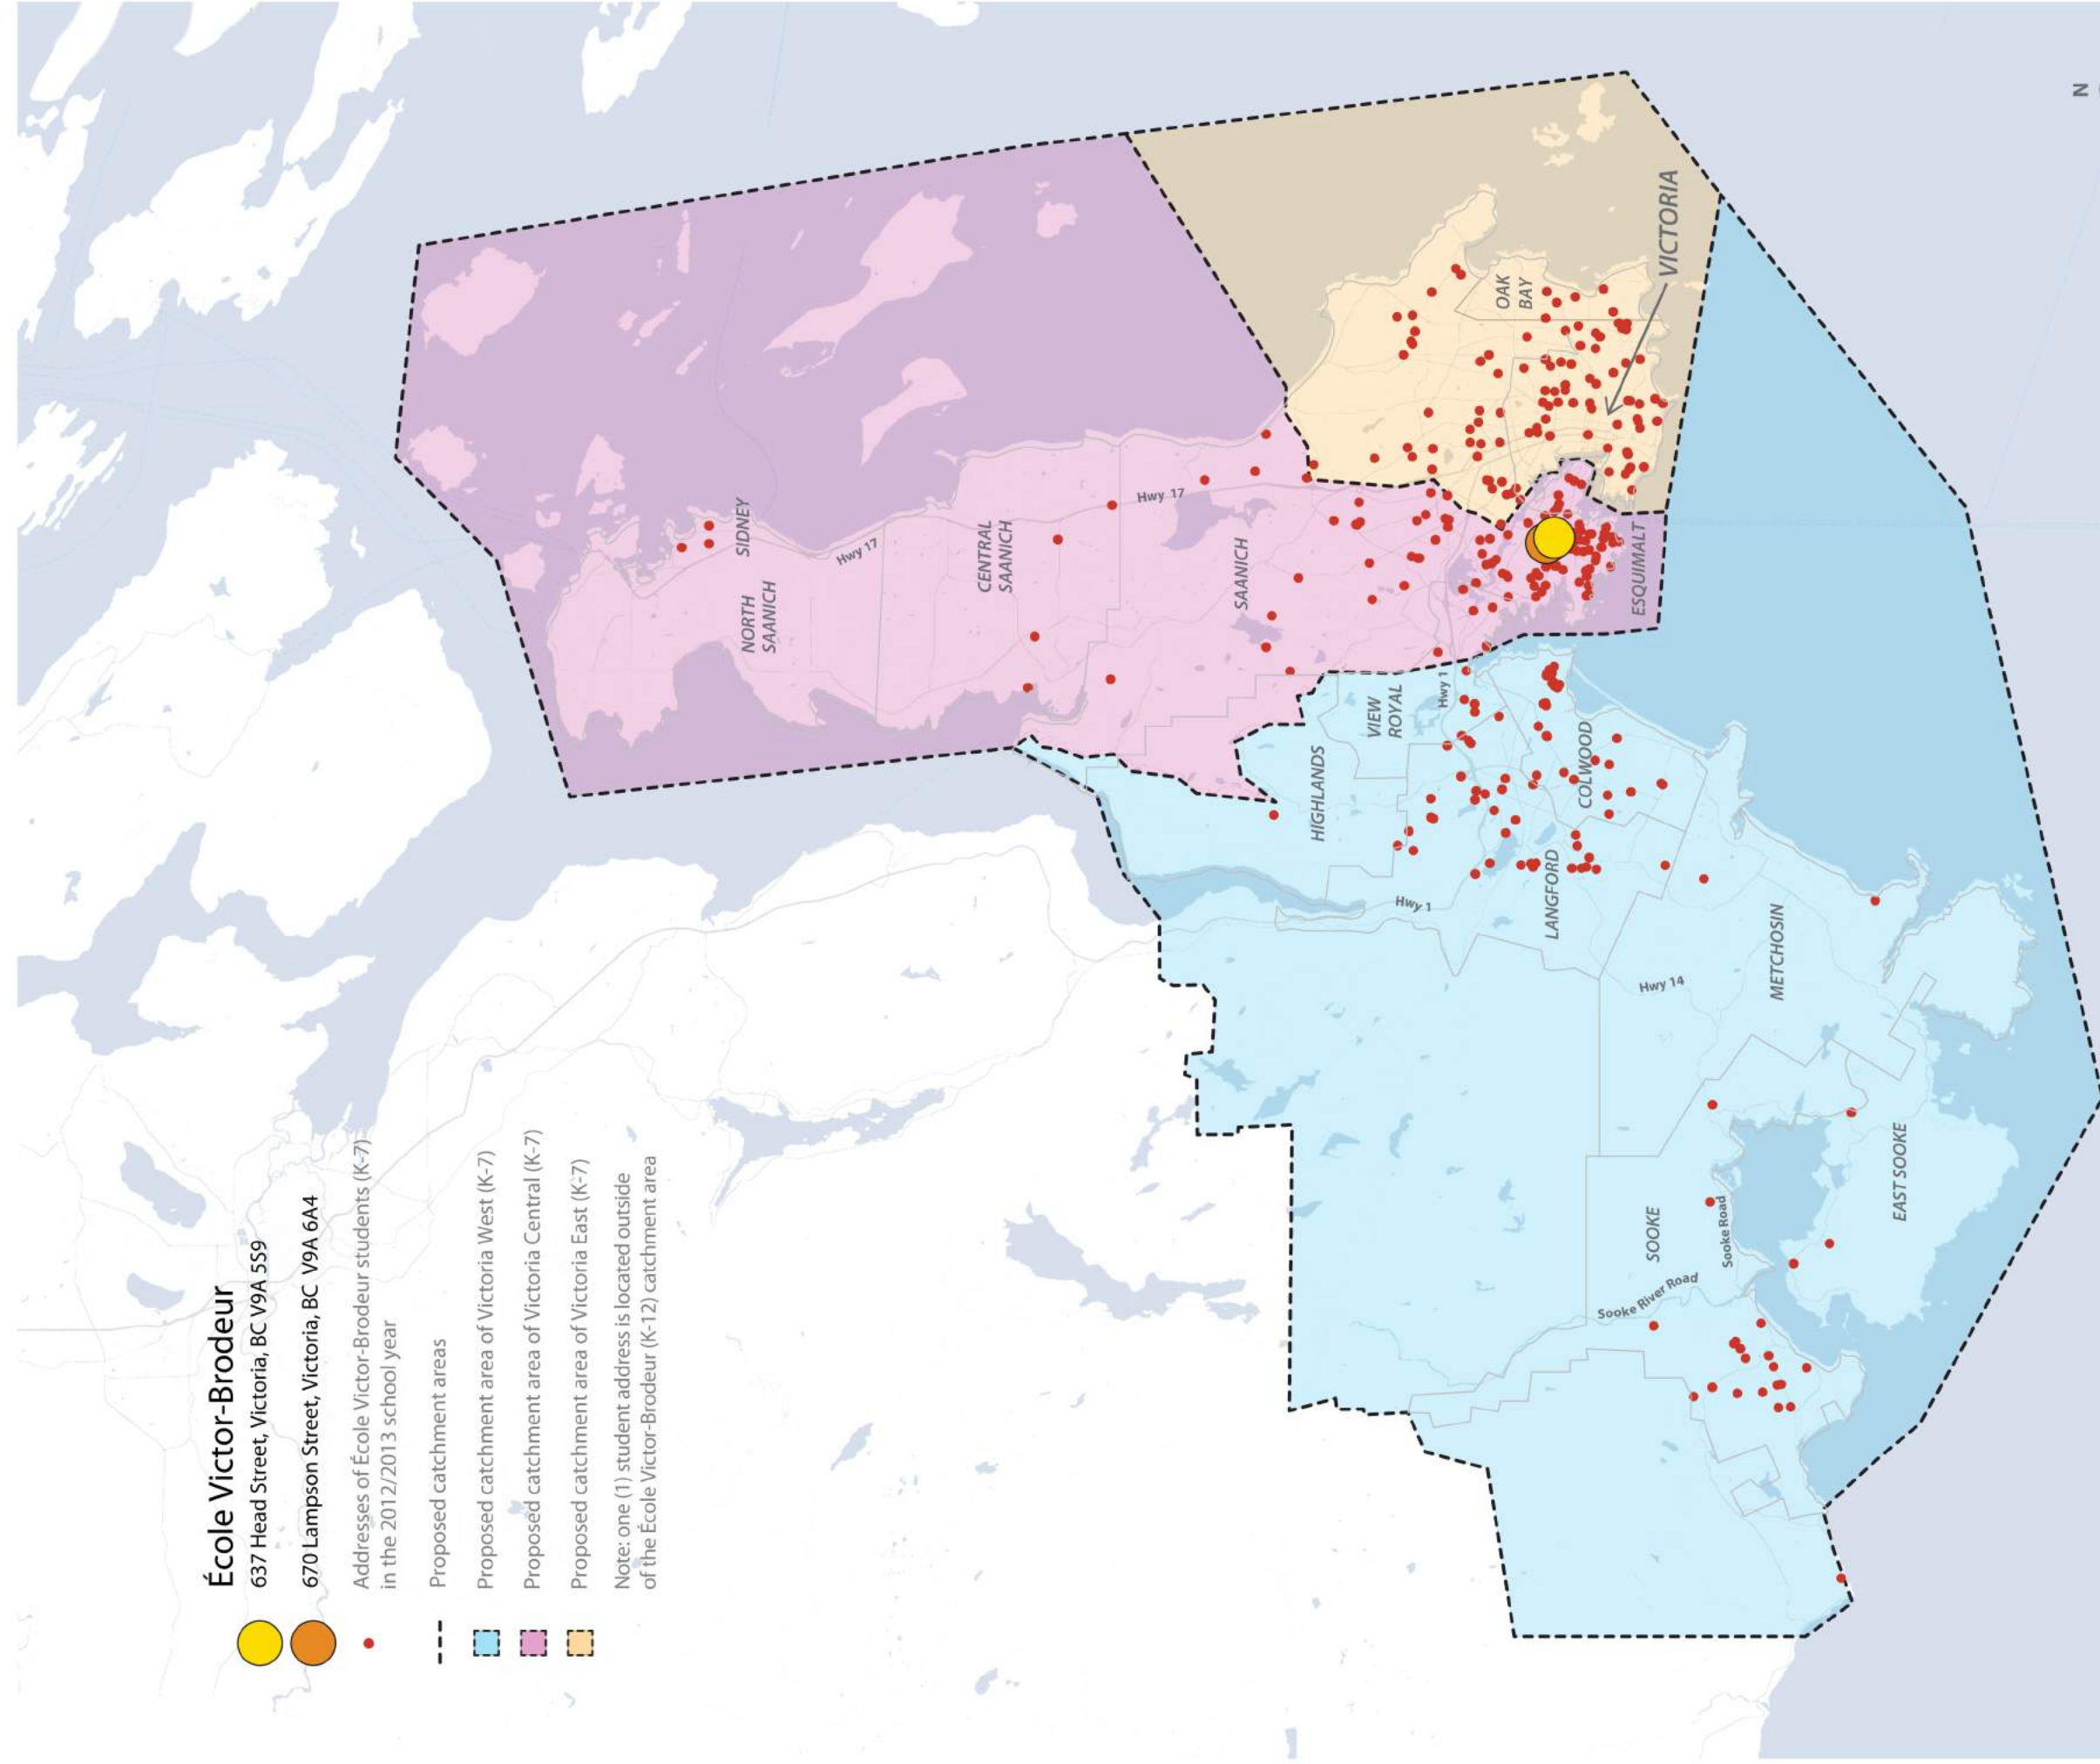 École Victor-Brodeur
637 Head Street, Victoria, BC V9A 5S9
670 Lampson Street, Victoria, BC V9A 6A4
Addresses of École Victor-Brodeur students (K-7)
in the 2012/2013 school year
Proposed catchment areas
Proposed catchment area of Victoria West (K-7)
Proposed catchment area of Victoria Central (K-7)
Proposed catchment area of Victoria East (K-7)
Note: one (1) student address is located outside
of the École Victor-Brodeur (K-12) catchment area
NORTH
SAANICH
SIDNEY
Hwy 17
CENTRAL
SAANICH
Hwy 17
SAANICH
HIGHLANDS
VIEW
ROYAL
Hwy 1
Hwy 1
OAK
BAY
VICTORIA
ESQUIMALT
COLWOOD
LANGFORD
Hwy 14
METCHOSIN
SOOKE
Sooke River Road
Sooke Road
EAST SOOKE
N